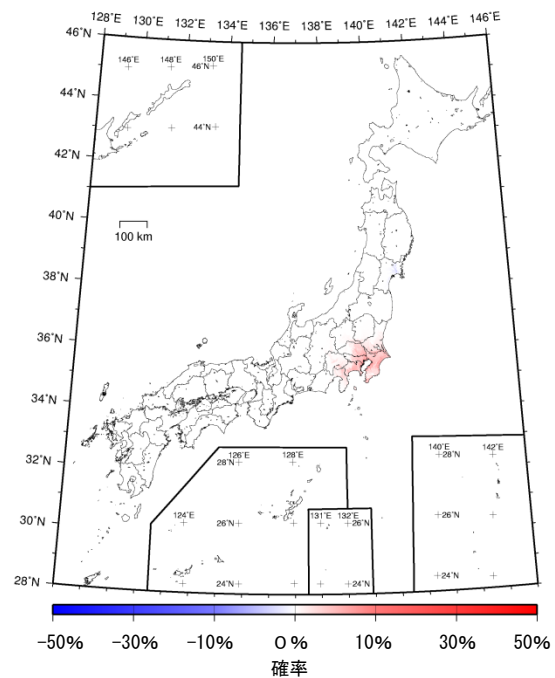 128°E 130°E 132°E 134°E 136°E 138°E 140°E 142°E 144°E 146°E
46°N
146°E 148°E 150°E
46°N
44°N
44°N
42°N
40°N
100 km
38°N
36°N
34°N
32°N
126°E 128°E
28°N
140°E 142°E
28°N
124°E
26°N
131°E 132°E
26°N
26°N
30°N
24°N
24°N
24°N
28°N
-50% -30% -10% 0% 10% 30% 50%
確率